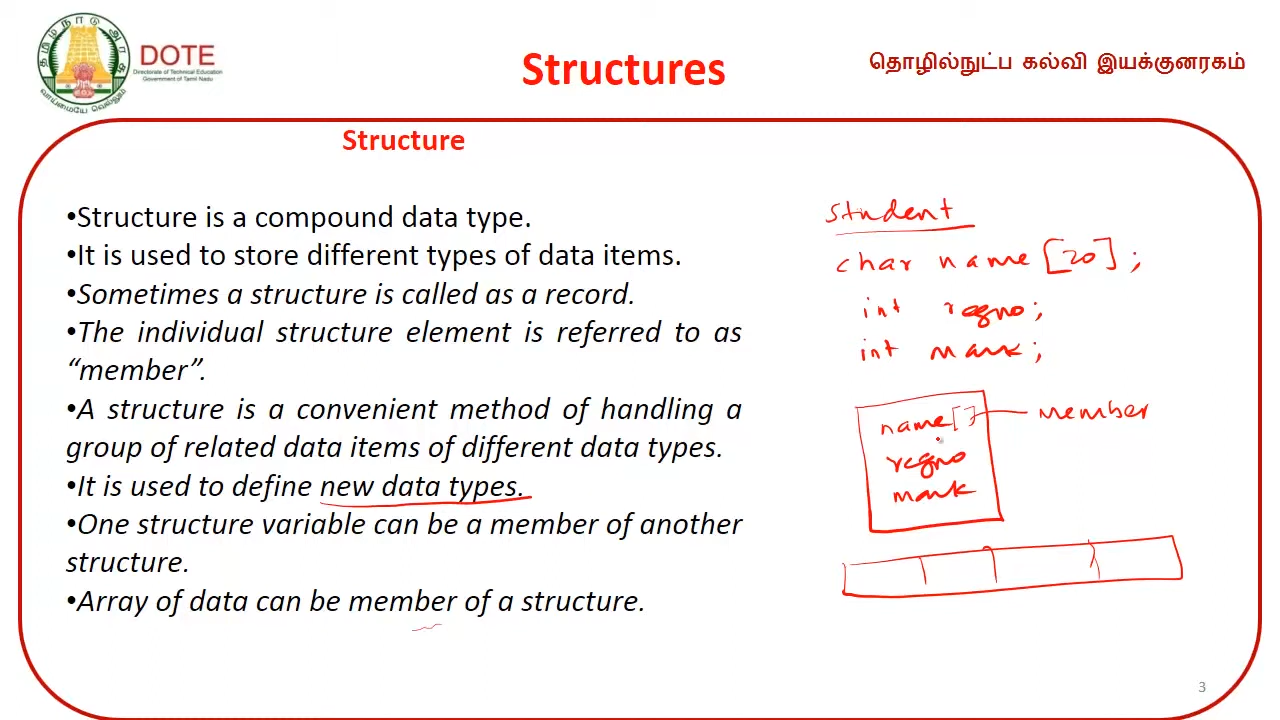 தமிழ்நாடு அரசு
வாய்மையே வெல்லும்
DOTE
Directorate of Technical Education
Government of Tamil Nadu
Structures
தொழில்நுட்ப கல்வி இயக்குனரகம்
Structure
•Structure is a compound data type.
•It is used to store different types of data items.
•Sometimes a structure is called as a record.
•The individual structure element is referred to as
“member”.
•A structure is a convenient method of handling a
group of related data items of different data types.
•It is used to define new data types.
•One structure variable can be a member of another
structure.
•Array of data can be member of a structure.
student
char name [20];
int regno;
int mark;
name[] member
regno
mark
3